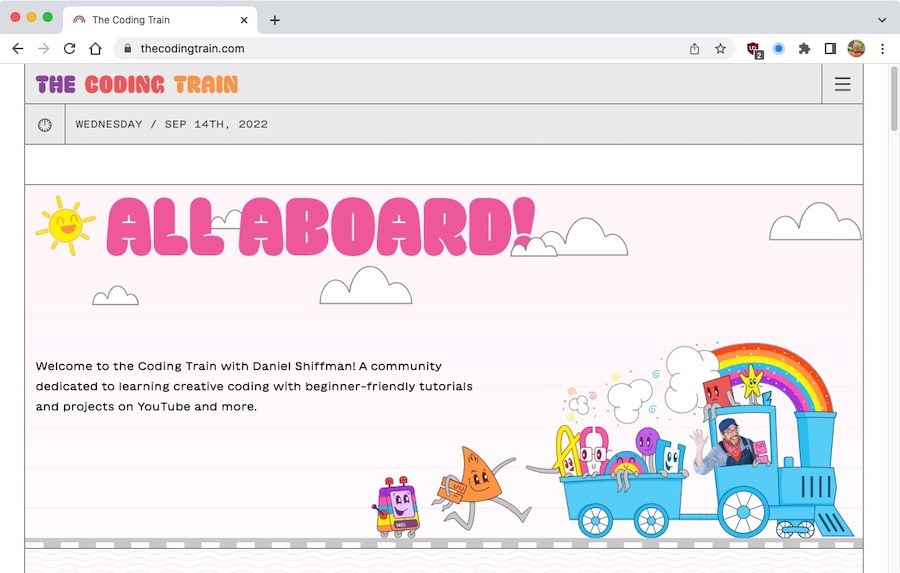 The Coding Train
thecodingtrain.com
2
THE CODING TRAIN
WEDNESDAY / SEP 14TH, 2022
ALL ABOARD!
Welcome to the Coding Train with Daniel Shiffman! A community
dedicated to learning creative coding with beginner-friendly tutorials
and projects on YouTube and more.